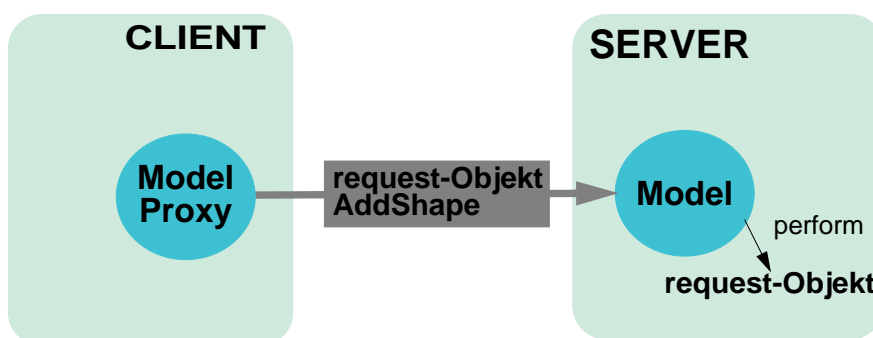 CLIENT
SERVER
Model
Proxy
request-Objekt
AddShape
Model
perform
request-Objekt